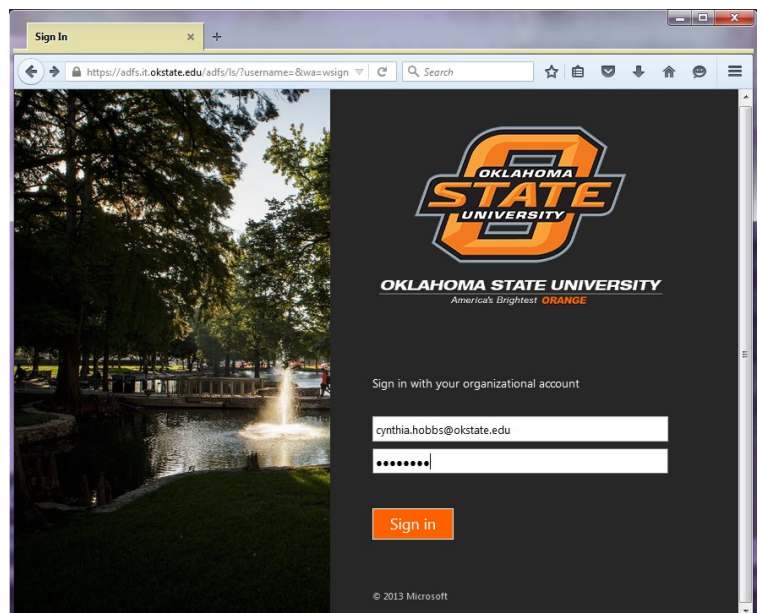 Sign In
https://adfs.it.okstate.edu/adfs/ls/?username=&wa=wsign
Search
OKLAHOMA
STATE
UNIVERSITY
OKLAHOMA STATE UNIVERSITY
America's Brightest ORANGE
Sign in with your organizational account
cynthia.hobbs@okstate.edu
••••••••
Sign in
© 2013 Microsoft